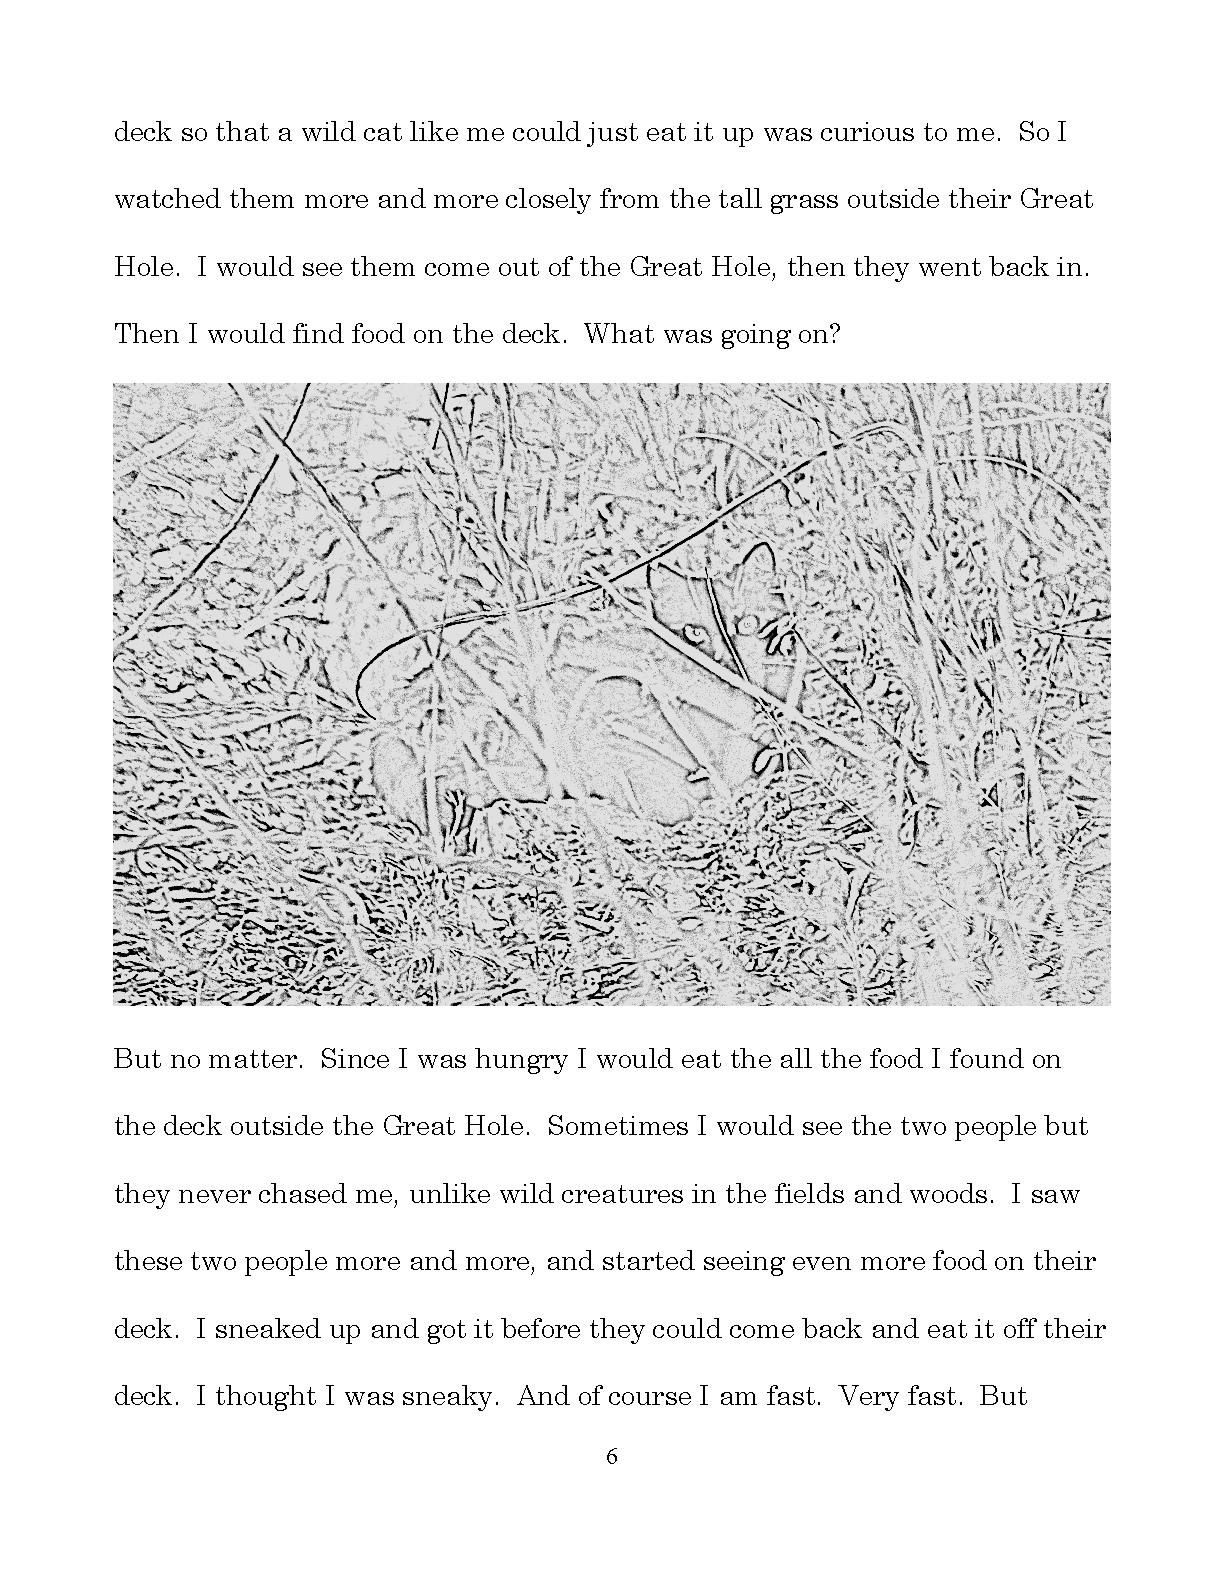 deck so that a wild cat like me could just eat it up was curious to me.  So I
watched them more and more closely from the tall grass outside their Great
Hole.  I would see them come out of the Great Hole, then they went back in.
Then I would find food on the deck.  What was going on?
But no matter.  Since I was hungry I would eat the all the food I found on
the deck outside the Great Hole.  Sometimes I would see the two people but
they never chased me, unlike wild creatures in the fields and woods.  I saw
these two people more and more, and started seeing even more food on their
deck.  I sneaked up and got it before they could come back and eat it off their
deck.  I thought I was sneaky.  And of course I am fast.  Very fast.  But
6